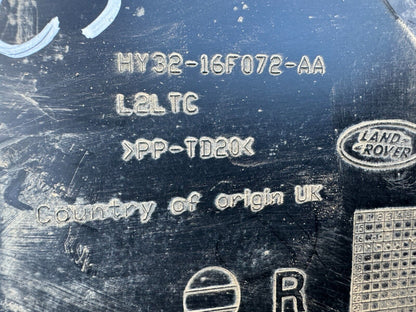 HY32-16F072-AA
L2LTC
>PP-TD20<
LAND-
ROVER
Country of origin UK
R